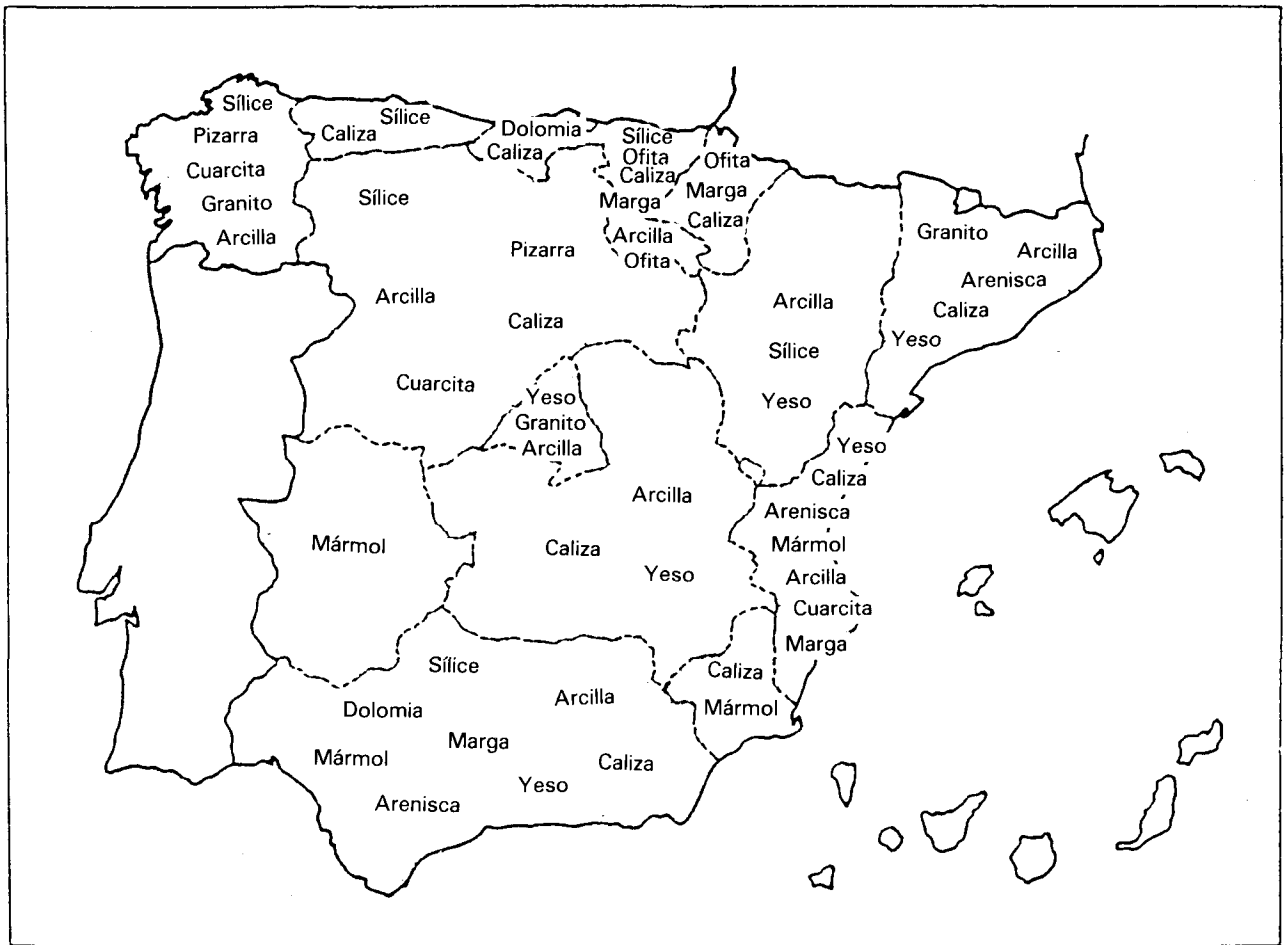 Sílice
Pizarra
Cuarcita
Granito
Arcilla
Sílice
Caliza
Dolomia
Caliza
Sílice
Ofita
Caliza
Marga
Ofita
Marga
Caliza
Arcilla
Ofita
Sílice
Pizarra
Arcilla
Caliza
Cuarcita
Arcilla
Sílice
Yeso
Granito
Arcilla
Arenisca
Caliza
Yeso
Yeso
Granito
Arcilla
Arcilla
Caliza
Yeso
Yeso
Caliza
Arenisca
Mármol
Arcilla
Cuarcita
Marga
Mármol
Caliza
Mármol
Sílice
Arcilla
Dolomia
Marga
Mármol
Caliza
Yeso
Arenisca